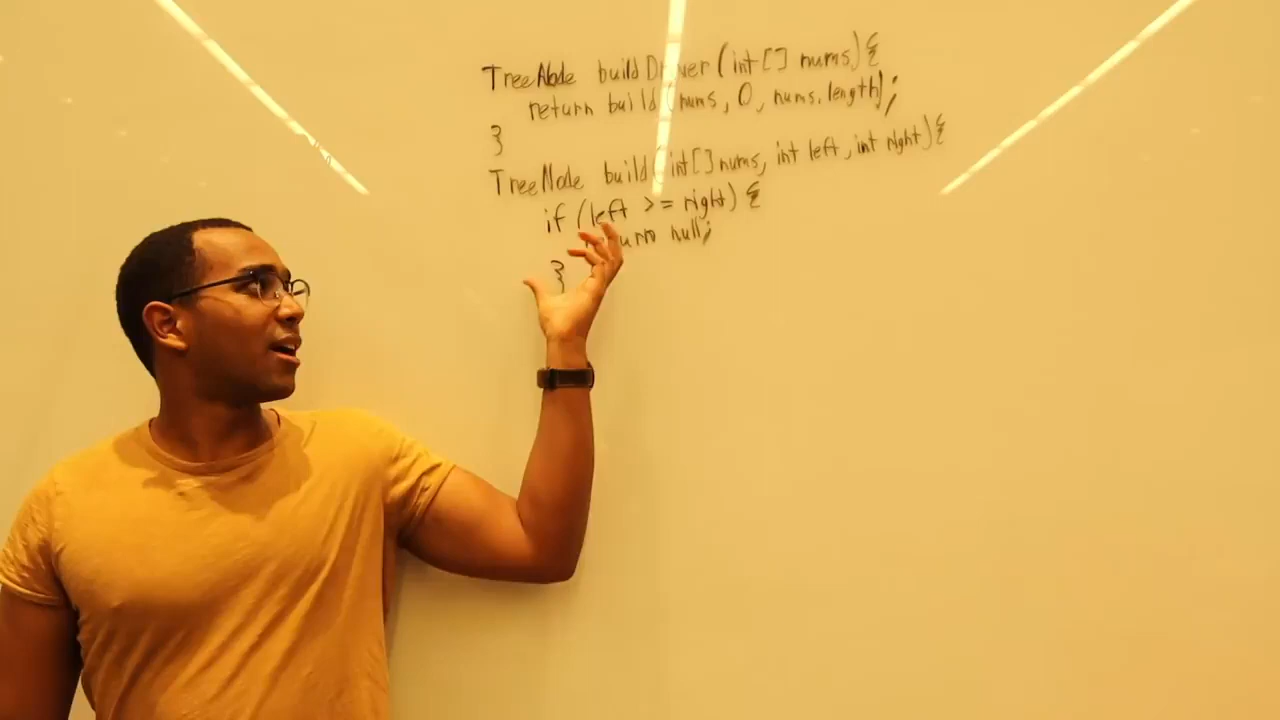 TreeNode buildDriver(int[] nums){
return build(nums, 0, nums.length);
}
TreeNode build(int[] nums, int left, int right){
if (left >= right) {
null;
}